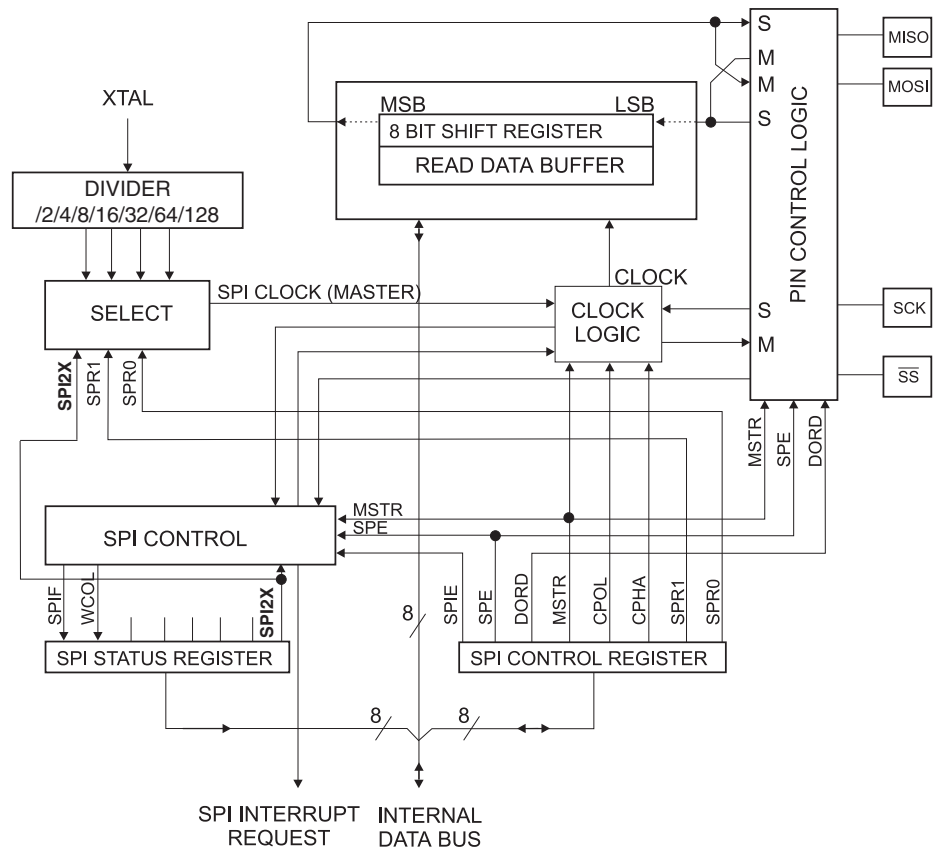 S
MISO
M
MOSI
M
S
PIN CONTROL LOGIC
XTAL
MSB
LSB
8 BIT SHIFT REGISTER
READ DATA BUFFER
DIVIDER
/2/4/8/16/32/64/128
SELECT
SPI CLOCK (MASTER)
CLOCK
CLOCK
LOGIC
S
M
SCK
SS
SPI2X
SPR1
SPR0
MSTR
SPE
DORD
SPI CONTROL
MSTR
SPE
SPIF
WCOL
SPI2X
8
SPIE
SPE
DORD
MSTR
CPOL
CPHA
SPR1
SPR0
SPI STATUS REGISTER
SPI CONTROL REGISTER
8
8
SPI INTERRUPT
REQUEST
INTERNAL
DATA BUS